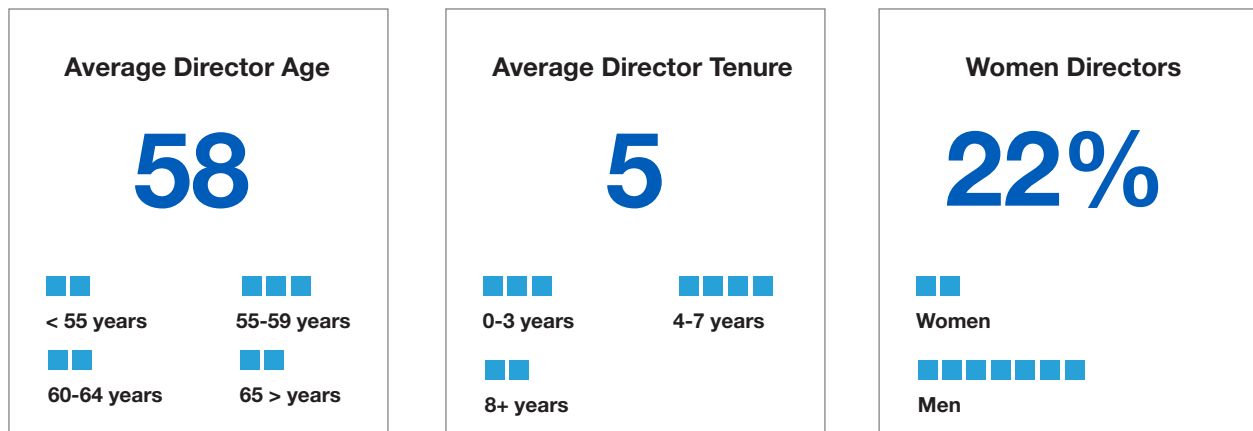 Average Director Age
58
< 55 years
55-59 years
60-64 years
65 > years
Average Director Tenure
5
0-3 years
4-7 years
8+ years
Women Directors
22%
Women
Men